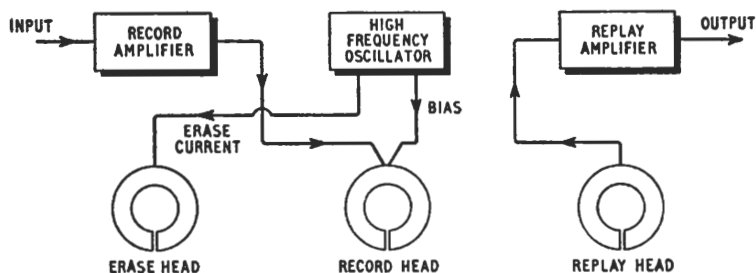 INPUT
RECORD
AMPLIFIER
HIGH
FREQUENCY
OSCILLATOR
REPLAY
AMPLIFIER
OUTPUT
ERASE
CURRENT
BIAS
ERASE HEAD
RECORD HEAD
REPLAY HEAD